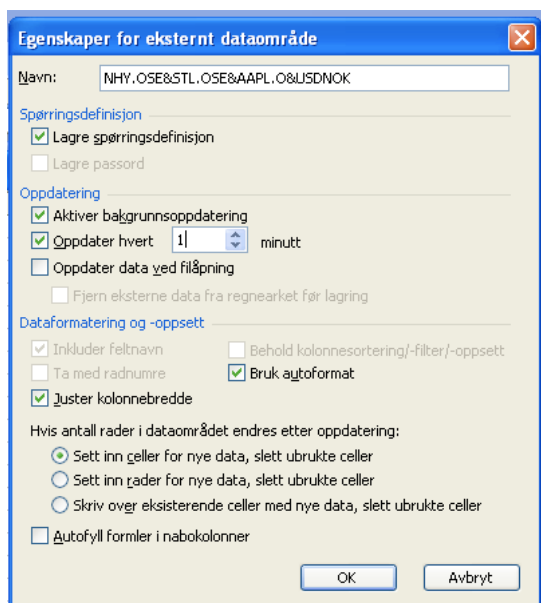 Egenskaper for eksternt dataområde
Navn: NHY.OSE&STL.OSE&AAPL.O&USDNOK
Spørringsdefinisjon
Lagre spørringsdefinisjon
Lagre passord
Oppdatering
Aktiver bakgrunnsoppdatering
Oppdater hvert 1 minutt
Oppdater data ved filåpning
Fjern eksterne data fra regnearket før lagring
Dataformatering og -oppsett
Inkluder feltnavn Behold kolonnesortering/-filter/-oppsett
Ta med radnumre Bruk autoformat
Juster kolonnebredde
Hvis antall rader i dataområdet endres etter oppdatering:
Sett inn celler for nye data, slett ubrukte celler
Sett inn rader for nye data, slett ubrukte celler
Skriv over eksisterende celler med nye data, slett ubrukte celler
Autofyll formler i nabokolonner
OK Avbryt